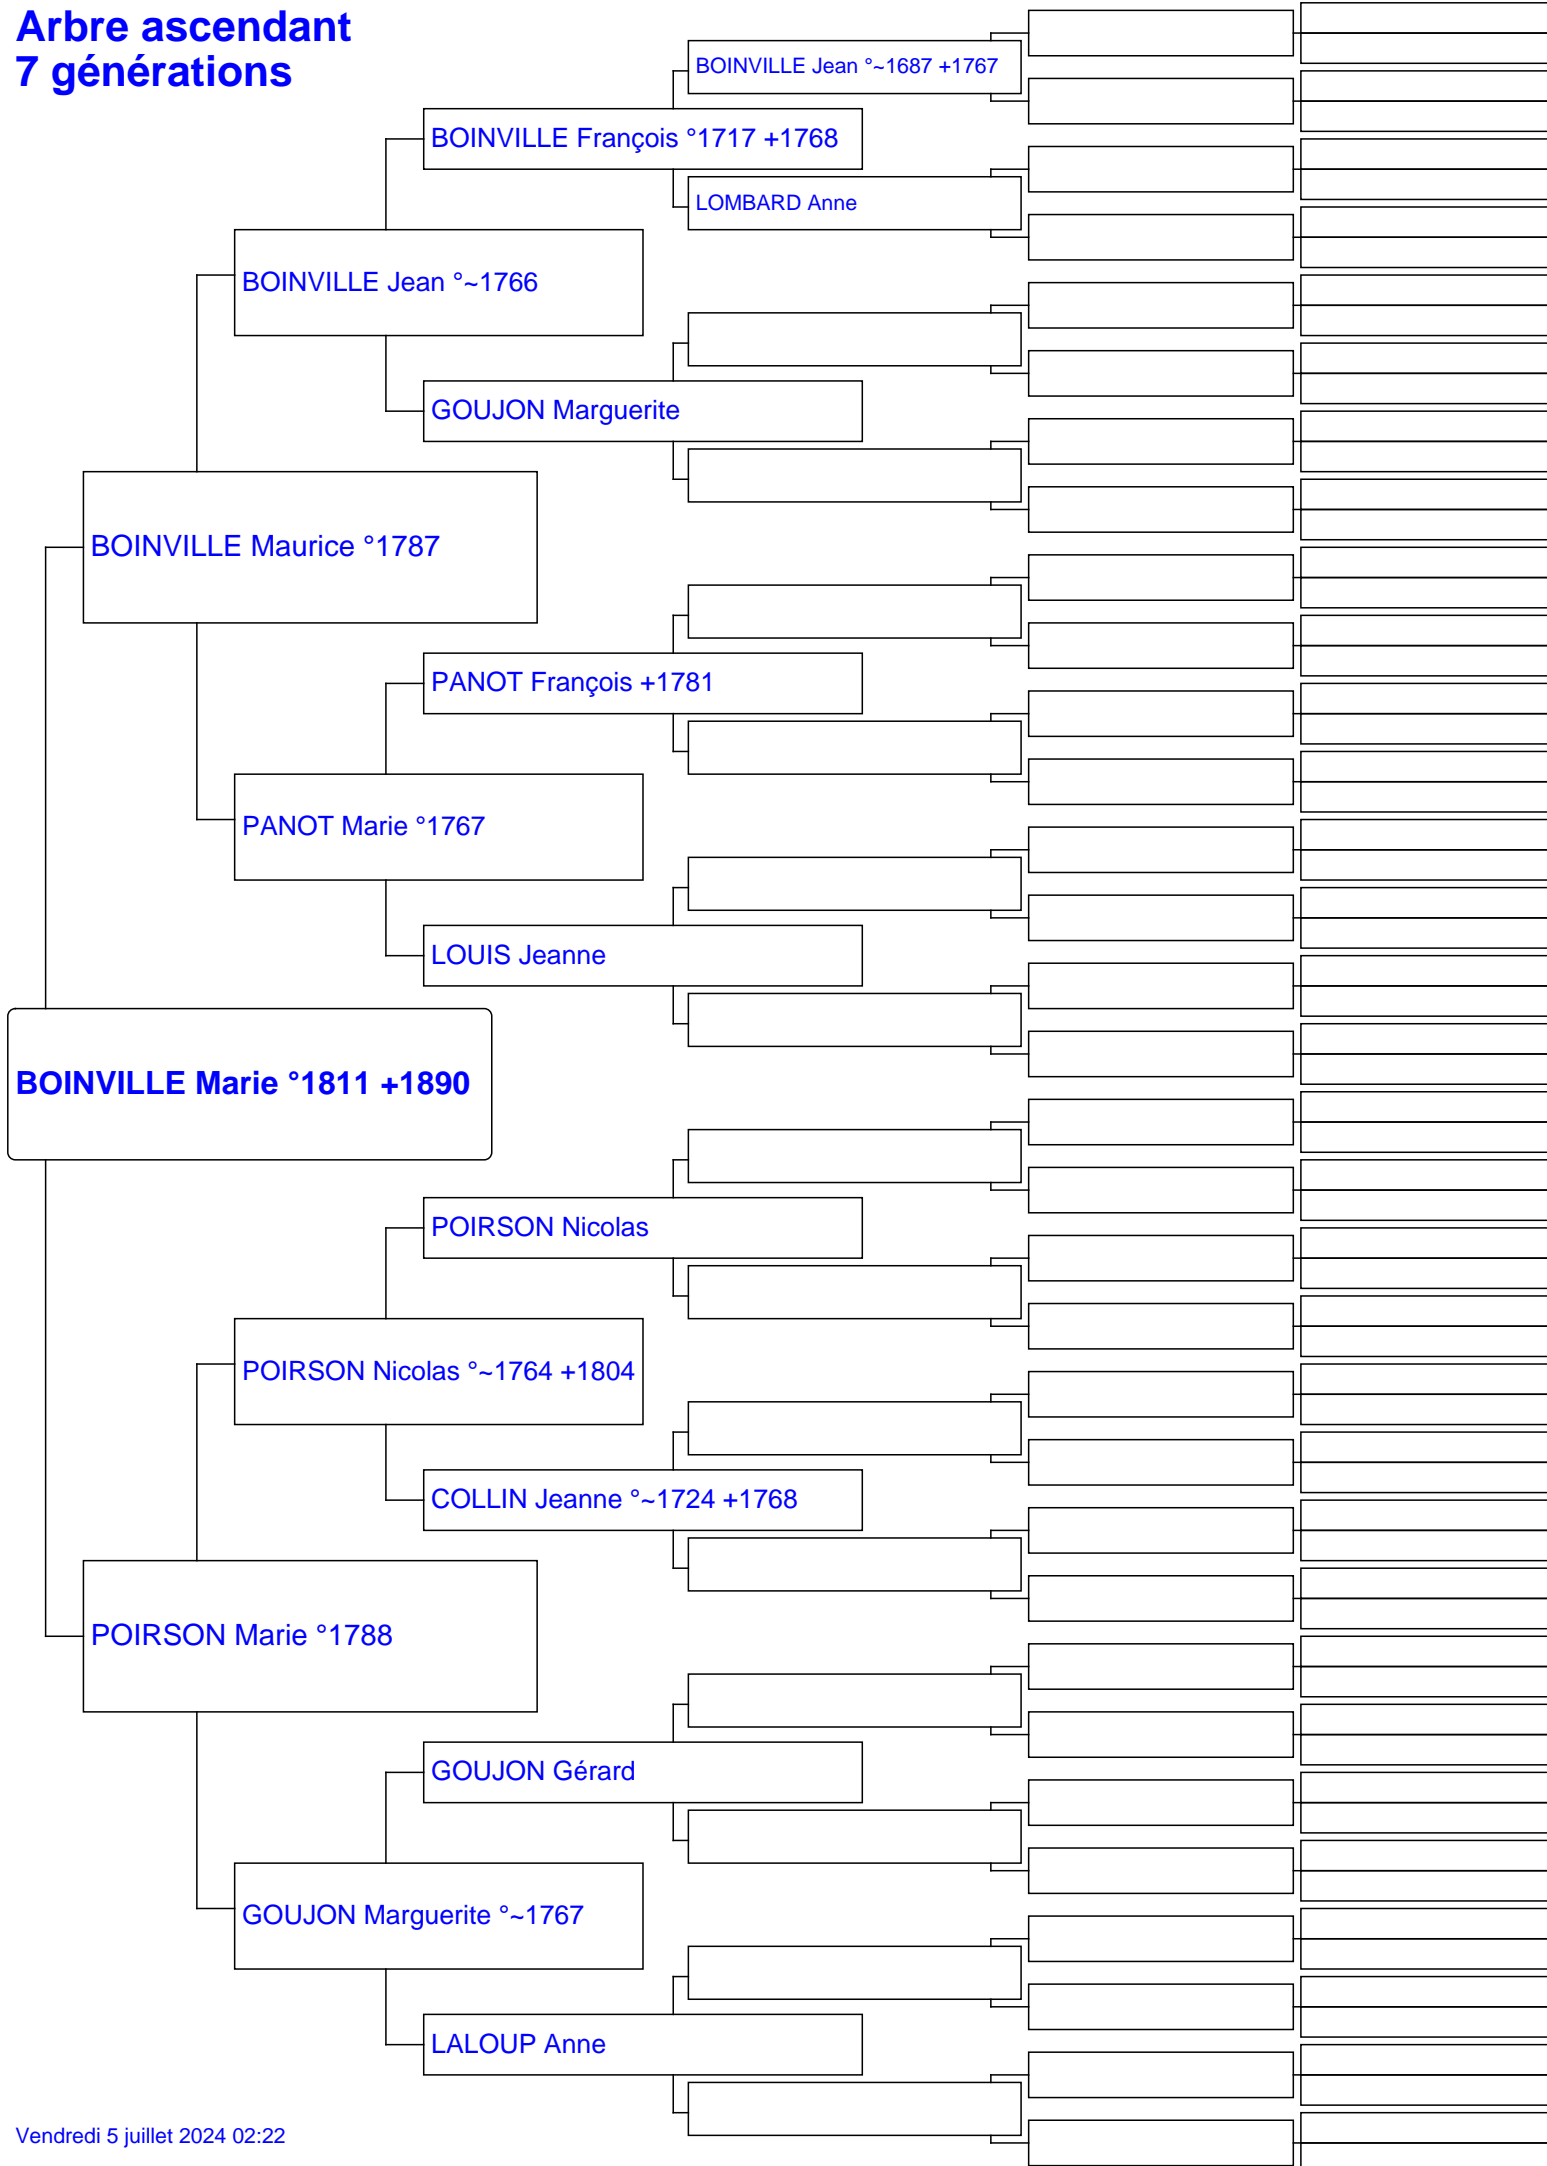 Arbre ascendant
7 générations
BOINVILLE Jean °~1687 +1767
BOINVILLE François °1717 +1768
LOMBARD Anne
BOINVILLE Jean °~1766
GOUJON Marguerite
BOINVILLE Maurice °1787
PANOT François +1781
PANOT Marie °1767
LOUIS Jeanne
BOINVILLE Marie °1811 +1890
POIRSON Nicolas
POIRSON Nicolas °~1764 +1804
COLLIN Jeanne °~1724 +1768
POIRSON Marie °1788
GOUJON Gérard
GOUJON Marguerite °~1767
LALOUP Anne
Vendredi 5 juillet 2024 02:22